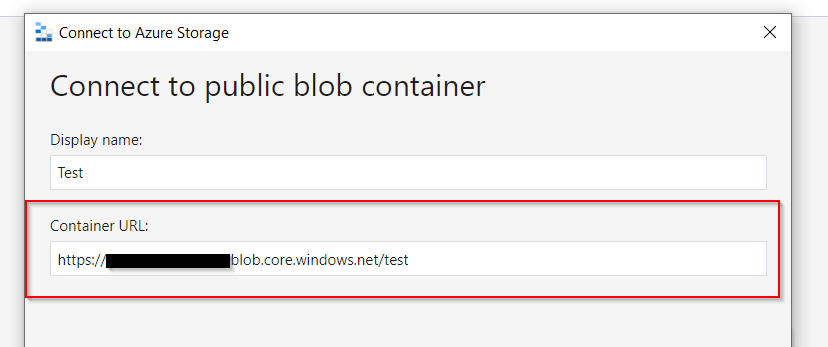 Connect to Azure Storage
Connect to public blob container
Display name:
Test
Container URL:
https://blob.core.windows.net/test